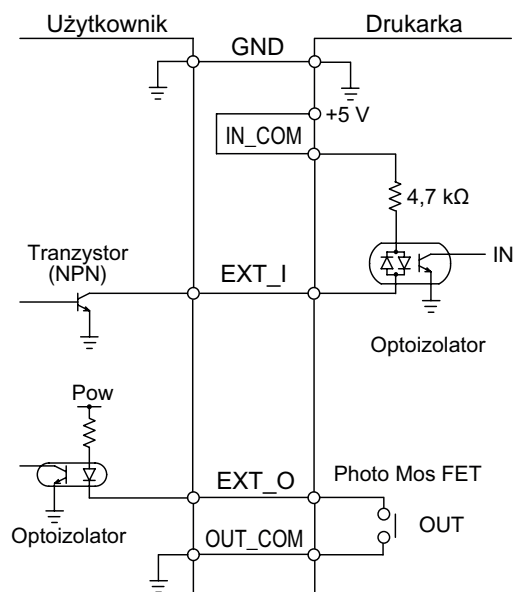 Użytkownik
Drukarka
GND
+5 V
IN_COM
4,7 kΩ
Tranzystor
(NPN)
EXT_I
IN
Optoizolator
Pow
EXT_O
Photo Mos FET
Optoizolator
OUT_COM
OUT